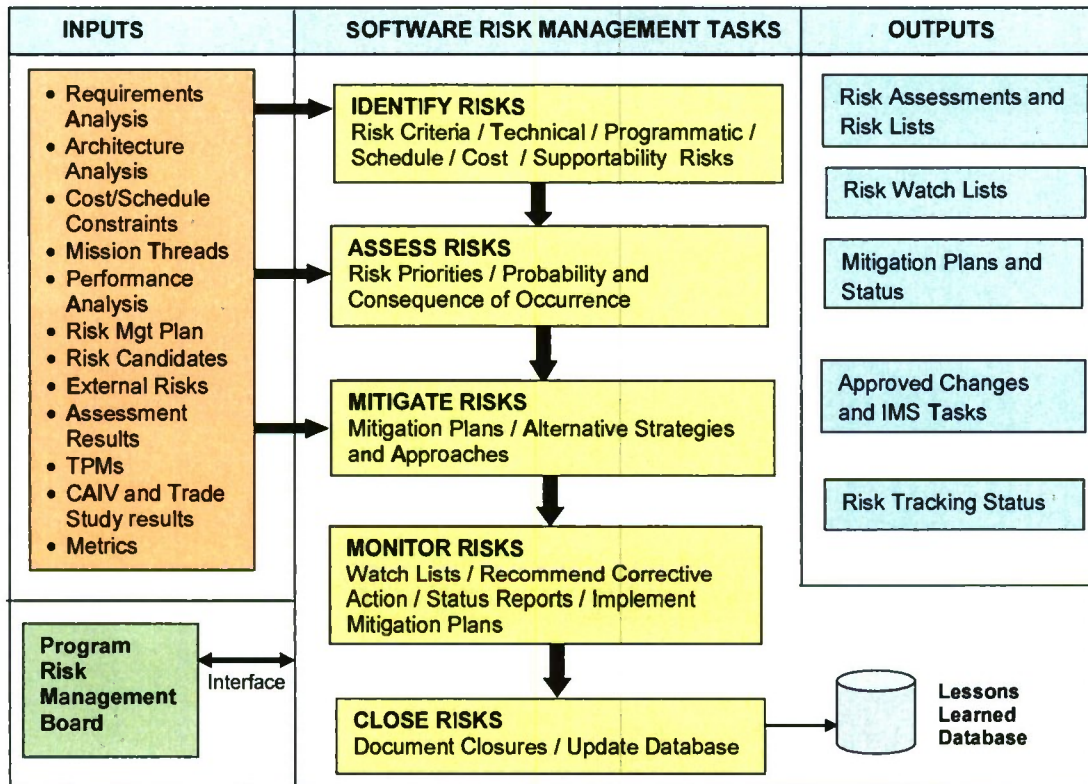 INPUTS
SOFTWARE RISK MANAGEMENT TASKS
OUTPUTS
• Requirements
Analysis
• Architecture
Analysis
• Cost/Schedule
Constraints
• Mission Threads
• Performance
Analysis
• Risk Mgt Plan
• Risk Candidates
• External Risks
• Assessment
Results
• TPMs
• CAIV and Trade
Study results
• Metrics
Program
Risk
Management
Board
Interface
IDENTIFY RISKS
Risk Criteria / Technical / Programmatic /
Schedule / Cost / Supportability Risks
ASSESS RISKS
Risk Priorities / Probability and
Consequence of Occurrence
MITIGATE RISKS
Mitigation Plans / Alternative Strategies
and Approaches
MONITOR RISKS
Watch Lists / Recommend Corrective
Action / Status Reports / Implement
Mitigation Plans
CLOSE RISKS
Document Closures / Update Database
Risk Assessments and
Risk Lists
Risk Watch Lists
Mitigation Plans and
Status
Approved Changes
and IMS Tasks
Risk Tracking Status
Lessons
Learned
Database